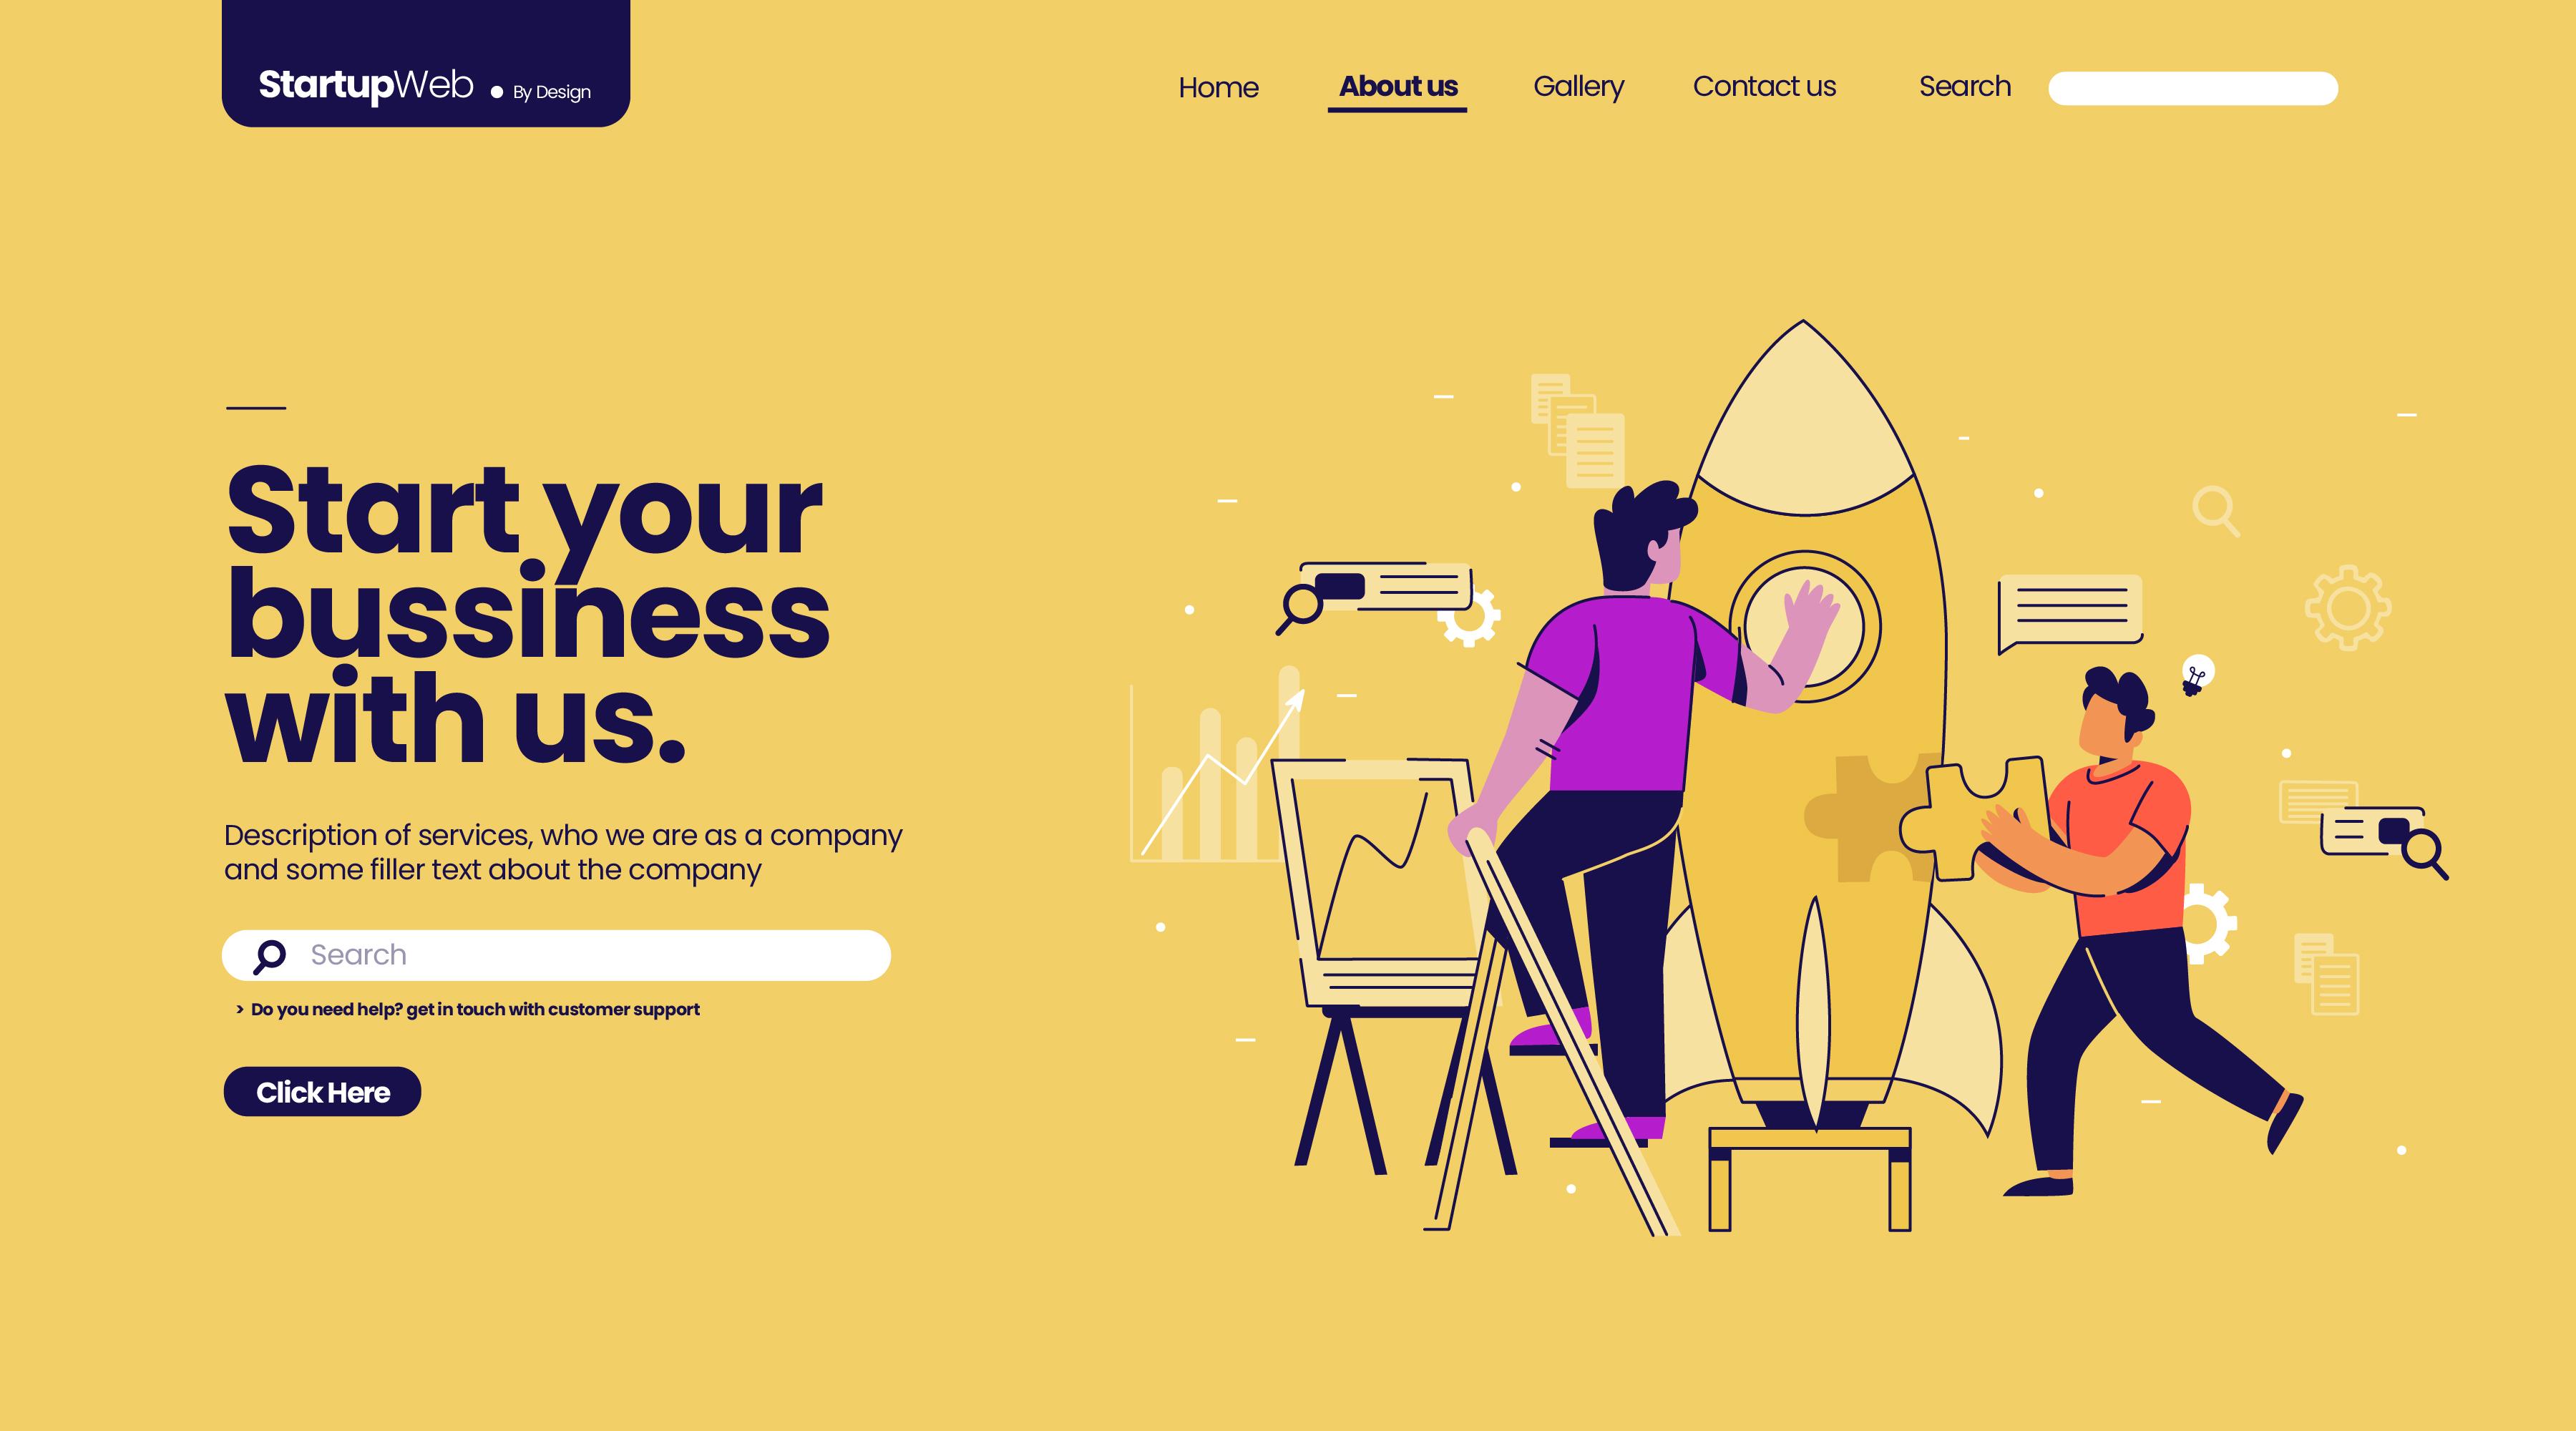 StartupWeb • By Design
Home About us Gallery Contact us Search
Start your
bussiness
with us.
Description of services, who we are as a company
and some filler text about the company
Search
> Do you need help? get in touch with customer support
Click Here